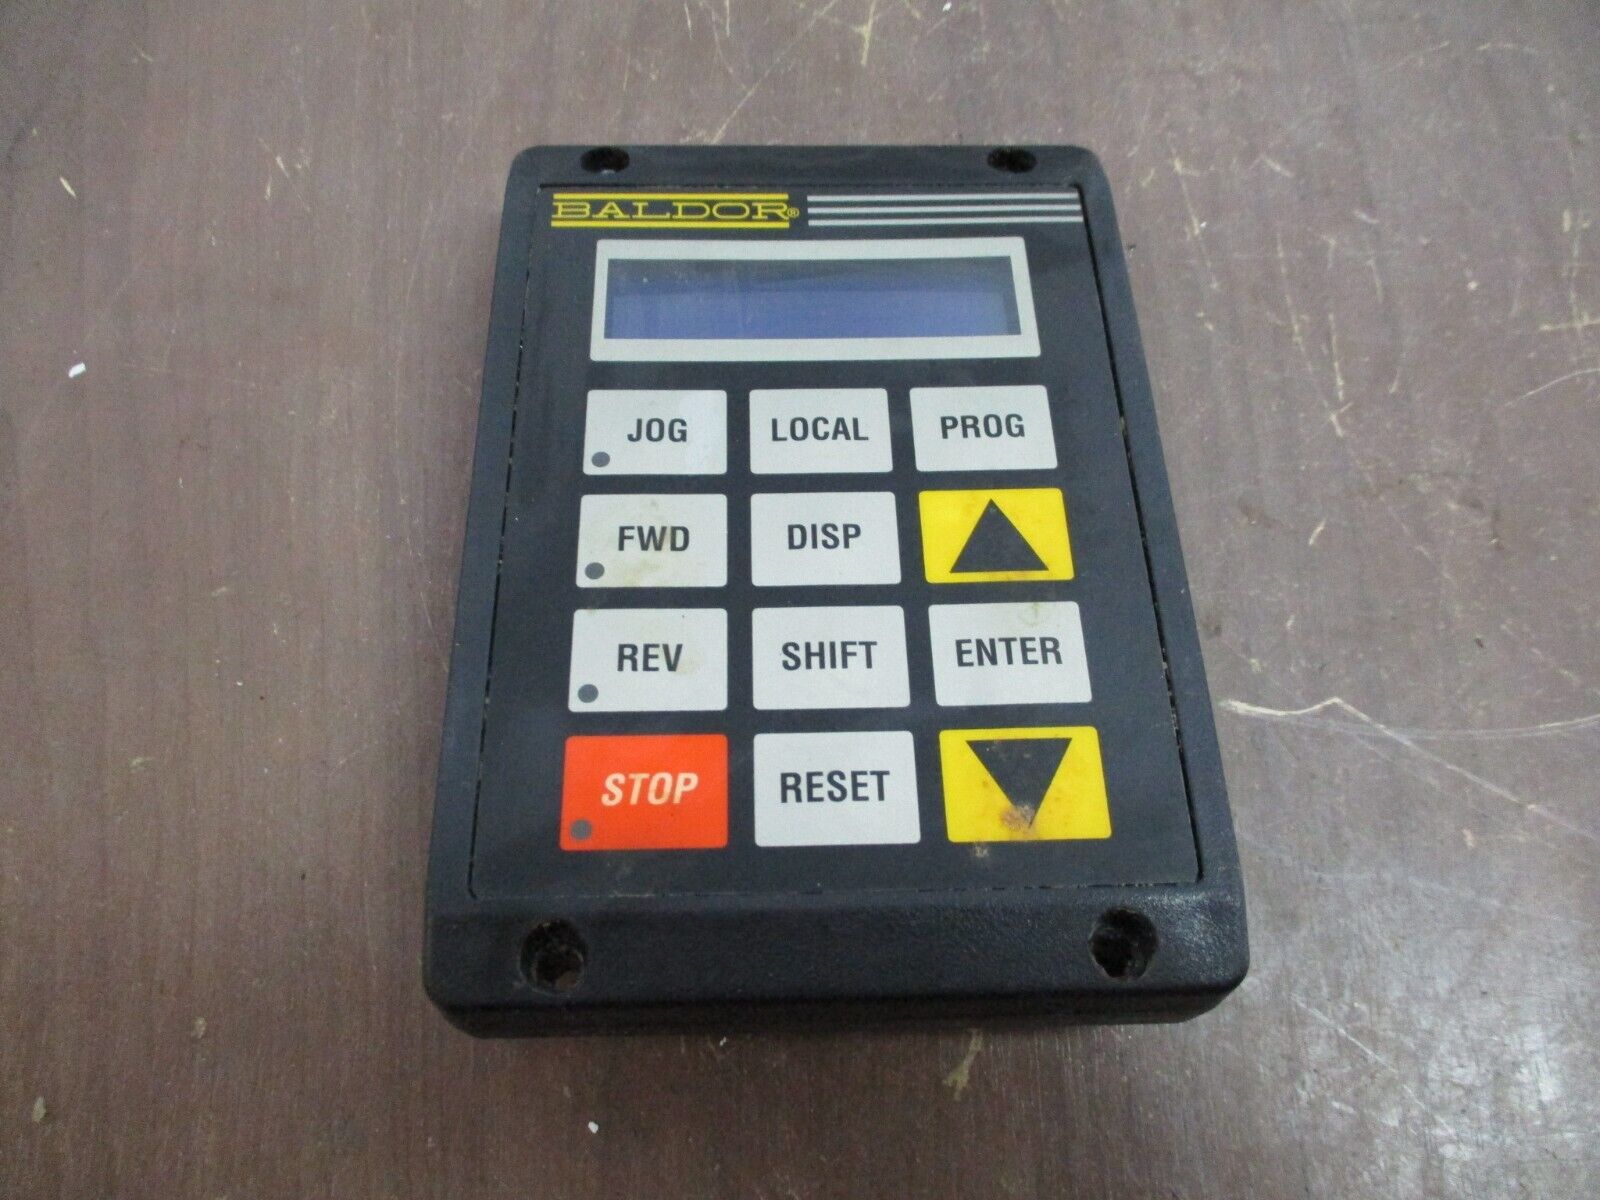 BALDOR®
JOG LOCAL PROG
FWD DISP
REV SHIFT ENTER
STOP RESET